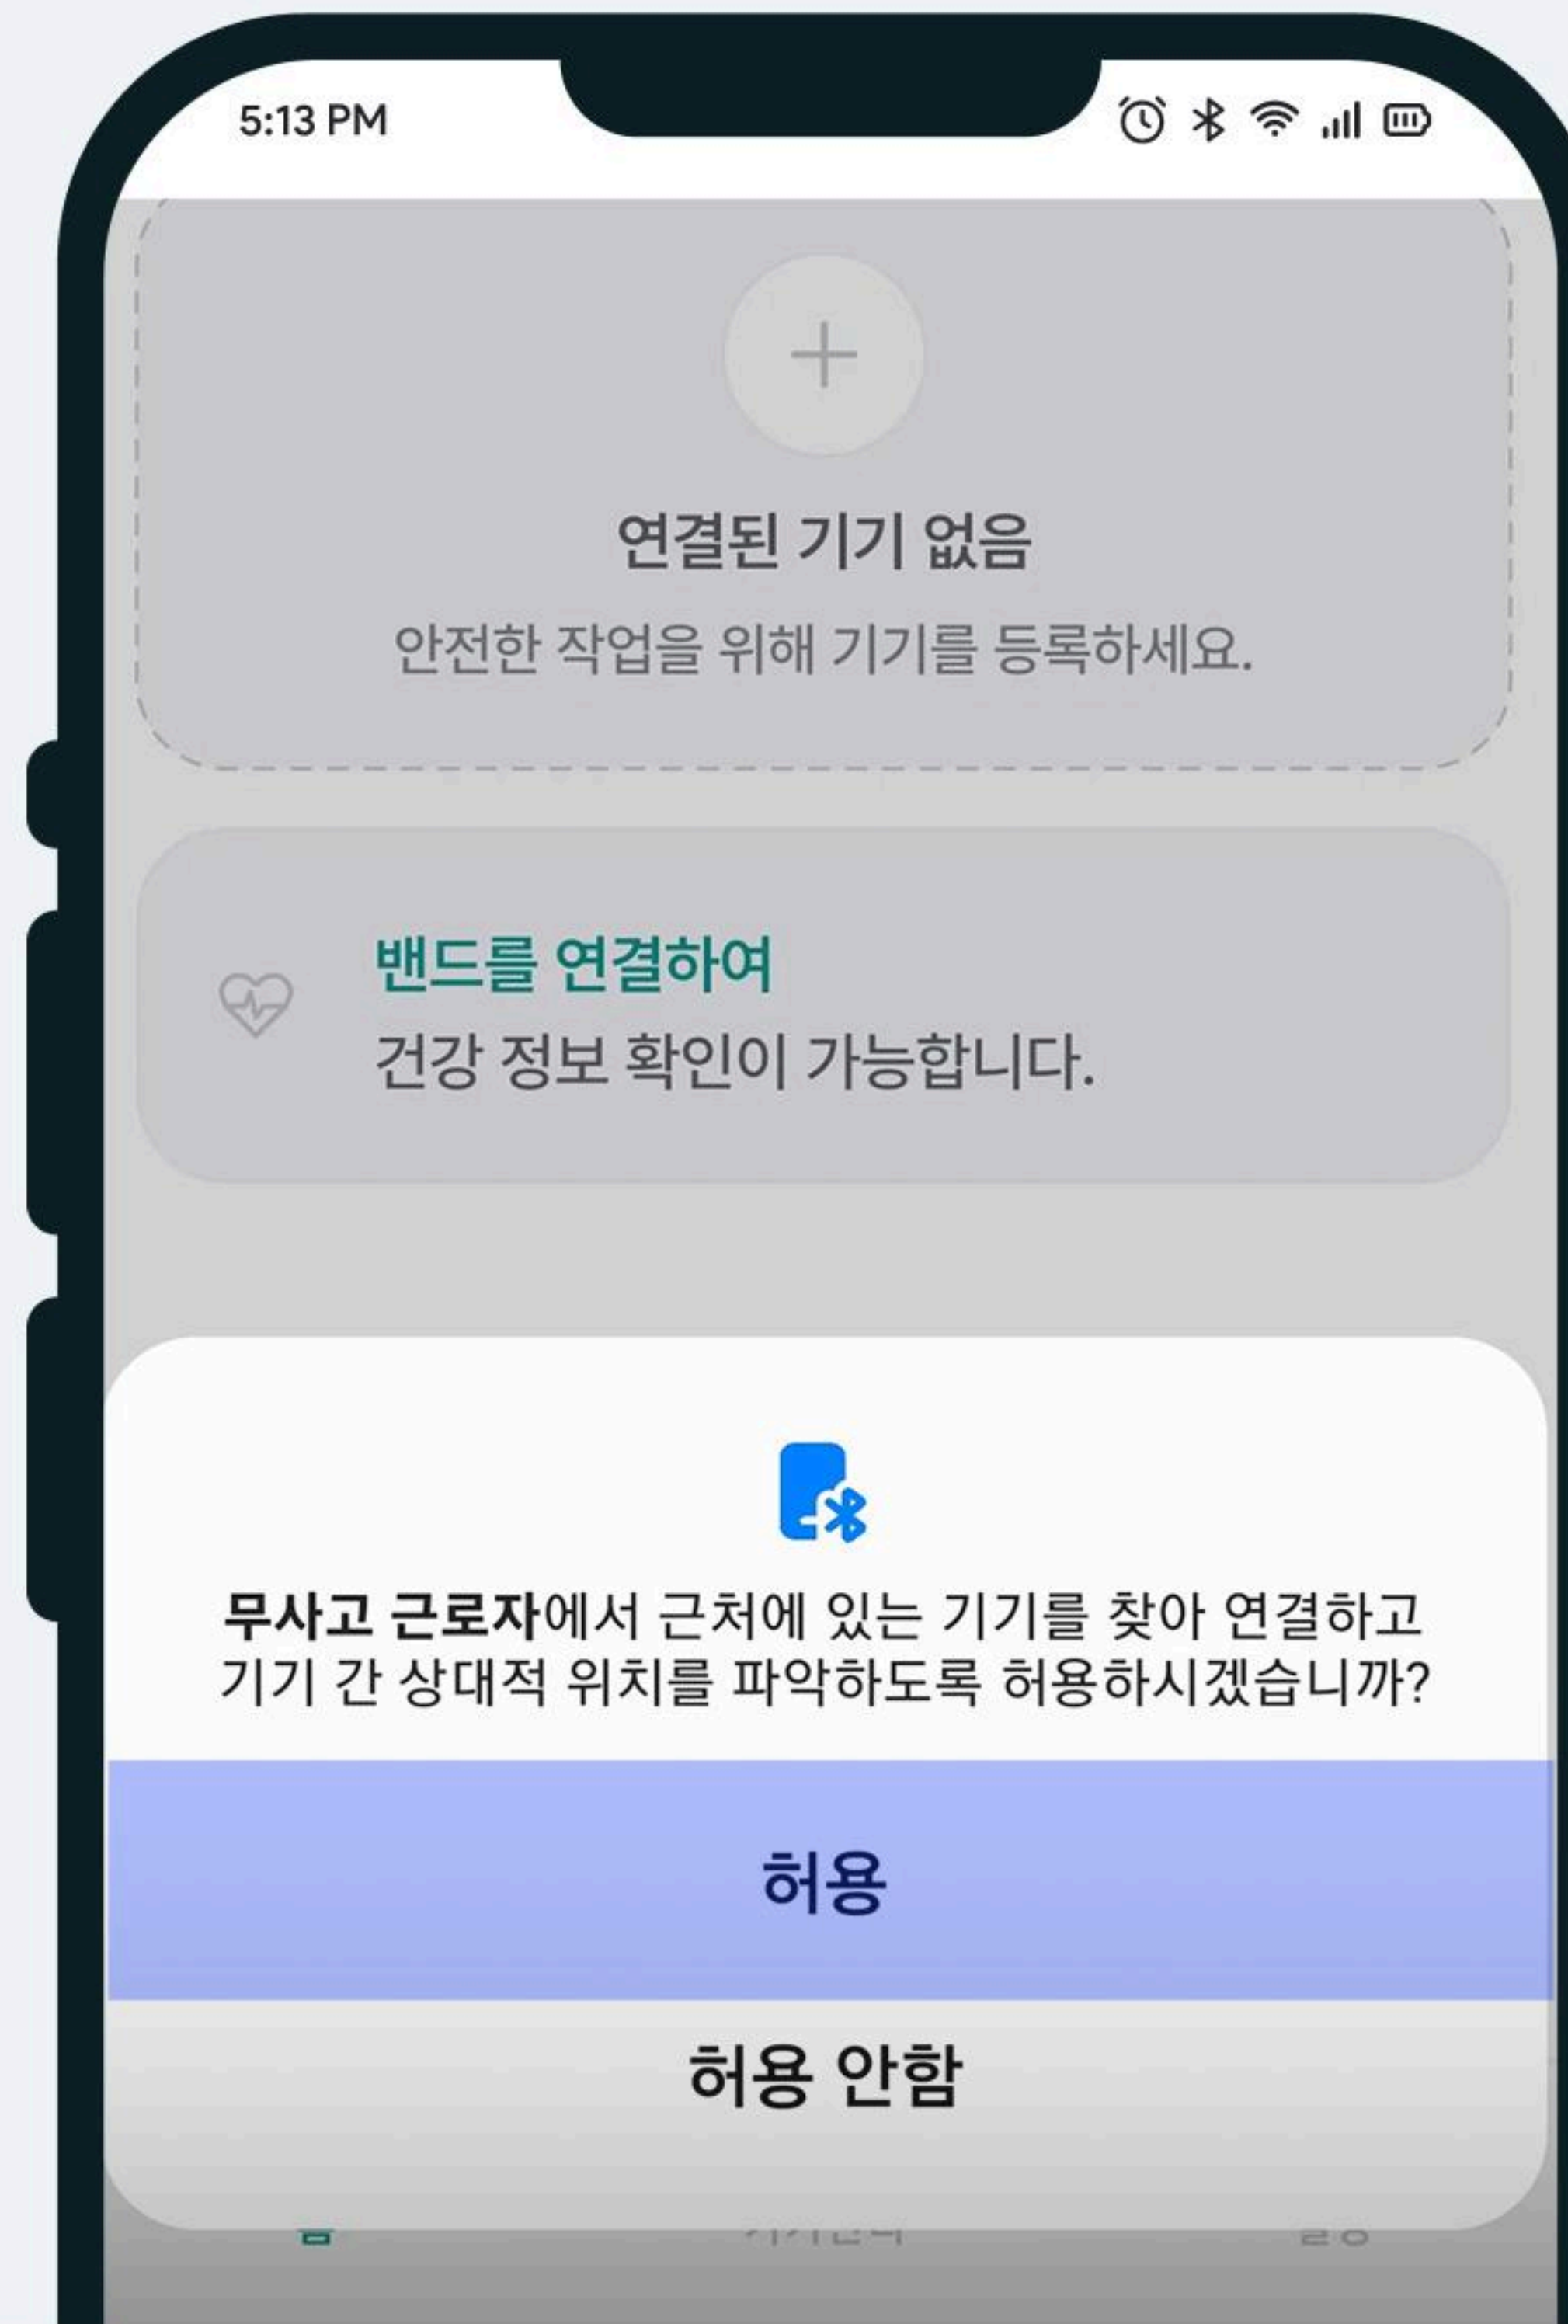 5:13 PM
연결된 기기 없음
안전한 작업을 위해 기기를 등록하세요.
밴드를 연결하여
건강 정보 확인이 가능합니다.
무사고 근로자에서 근처에 있는 기기를 찾아 연결하고
기기 간 상대적 위치를 파악하도록 허용하시겠습니까?
허용
허용 안함